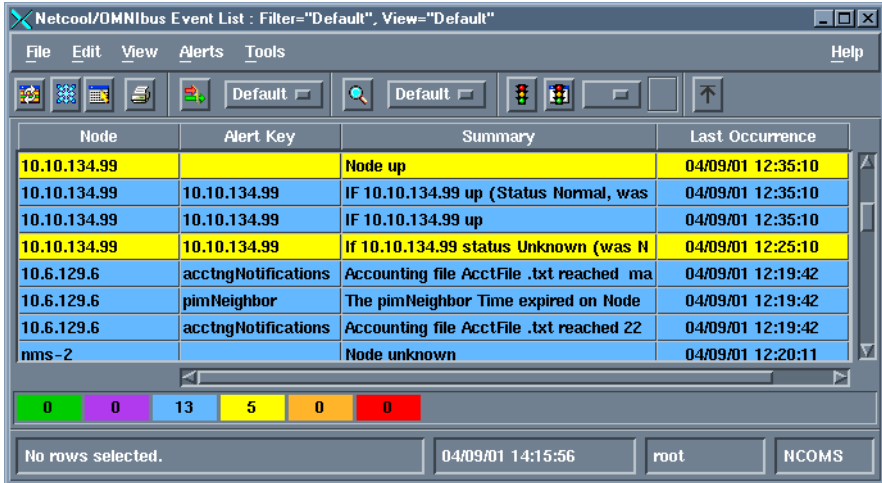 Netcool/OMNIbus Event List : Filter="Default", View="Default"
File Edit View Alerts Tools Help
Default Default
Node Alert Key Summary Last Occurrence
10.10.134.99 Node up 04/09/01 12:35:10
10.10.134.99 10.10.134.99 IF 10.10.134.99 up (Status Normal, was 04/09/01 12:35:10
10.10.134.99 10.10.134.99 IF 10.10.134.99 up 04/09/01 12:35:10
10.10.134.99 10.10.134.99 If 10.10.134.99 status Unknown (was N 04/09/01 12:25:10
10.6.129.6 acctngNotifications Accounting file AcctFile .txt reached ma 04/09/01 12:19:42
10.6.129.6 pimNeighbor The pimNeighbor Time expired on Node 04/09/01 12:19:42
10.6.129.6 acctngNotifications Accounting file AcctFile .txt reached 22 04/09/01 12:19:42
nms-2 Node unknown 04/09/01 12:20:11
0 0 13 5 0 0
No rows selected. 04/09/01 14:15:56 root NCOMS